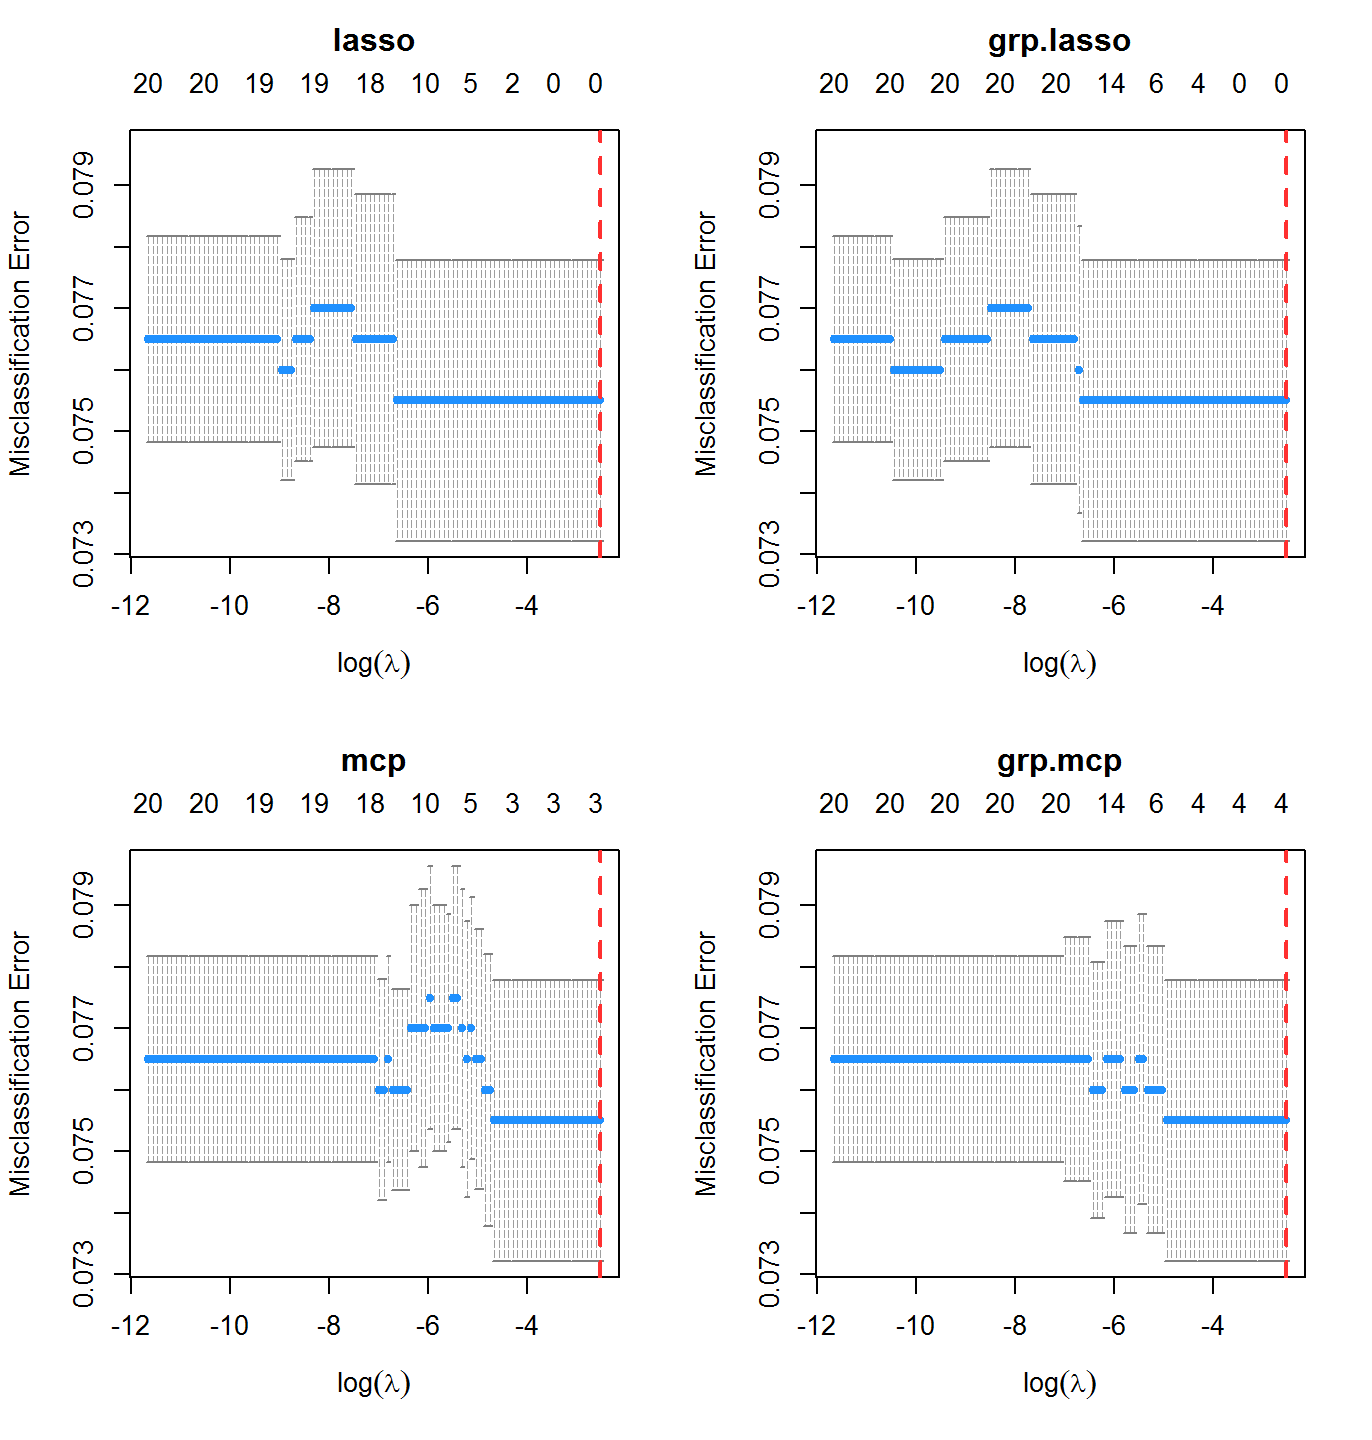 lasso
20 20 19 19 18 10 5 2 0 0
Misclassification Error
0.073 0.075 0.077 0.079
-12 -10 -8 -6 -4
log(λ)
grp.lasso
20 20 20 20 20 14 6 4 0 0
Misclassification Error
0.073 0.075 0.077 0.079
-12 -10 -8 -6 -4
log(λ)
mcp
20 20 19 19 18 10 5 3 3 3
Misclassification Error
0.073 0.075 0.077 0.079
-12 -10 -8 -6 -4
log(λ)
grp.mcp
20 20 20 20 20 14 6 4 4 4
Misclassification Error
0.073 0.075 0.077 0.079
-12 -10 -8 -6 -4
log(λ)